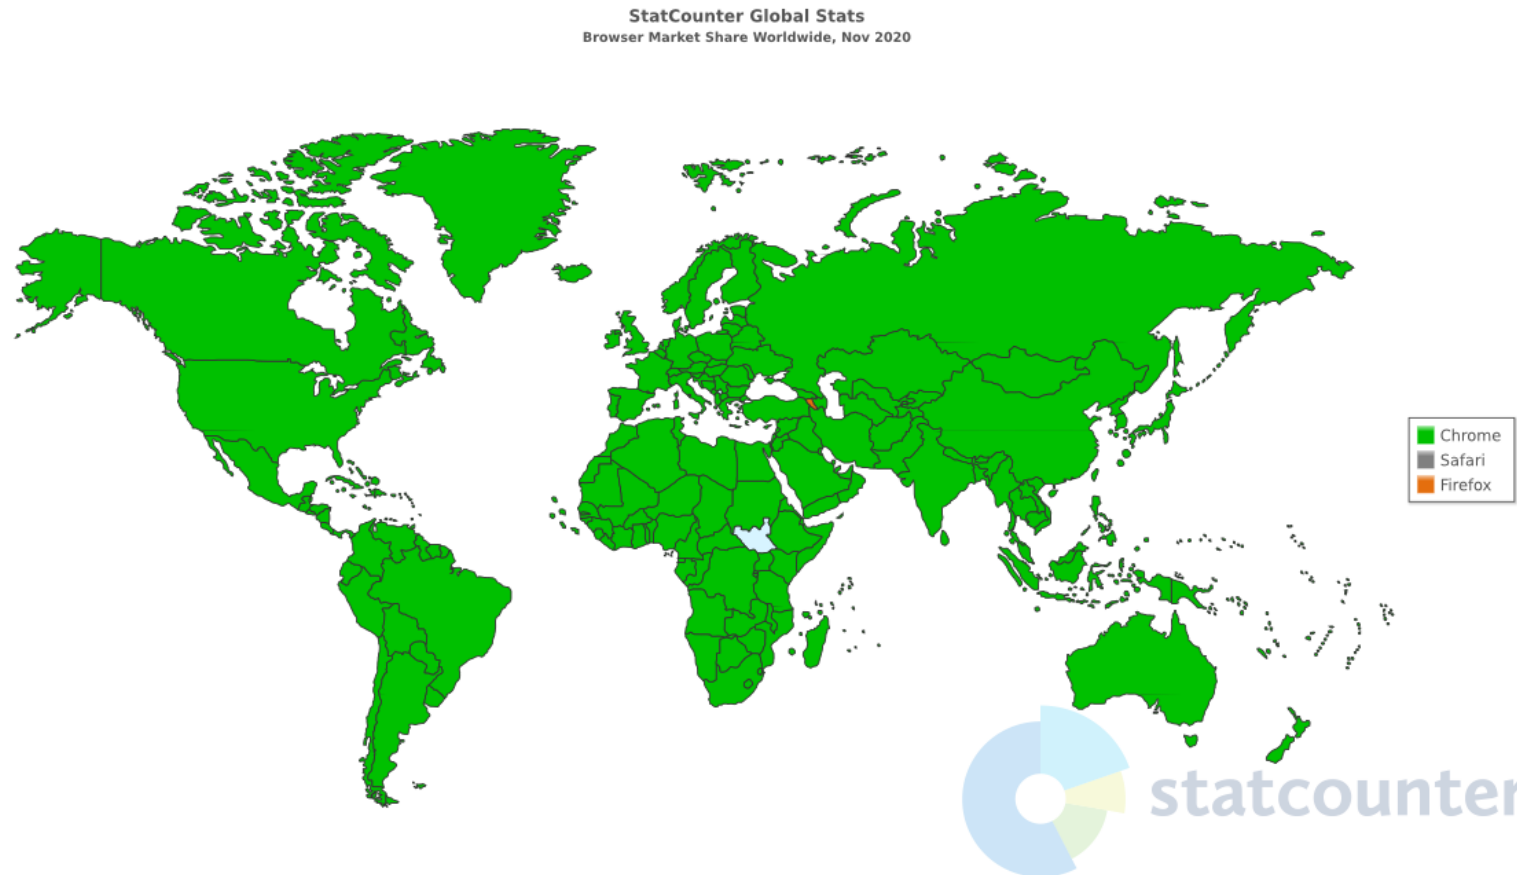 StatCounter Global Stats
Browser Market Share Worldwide, Nov 2020
Chrome
Safari
Firefox
statcounter